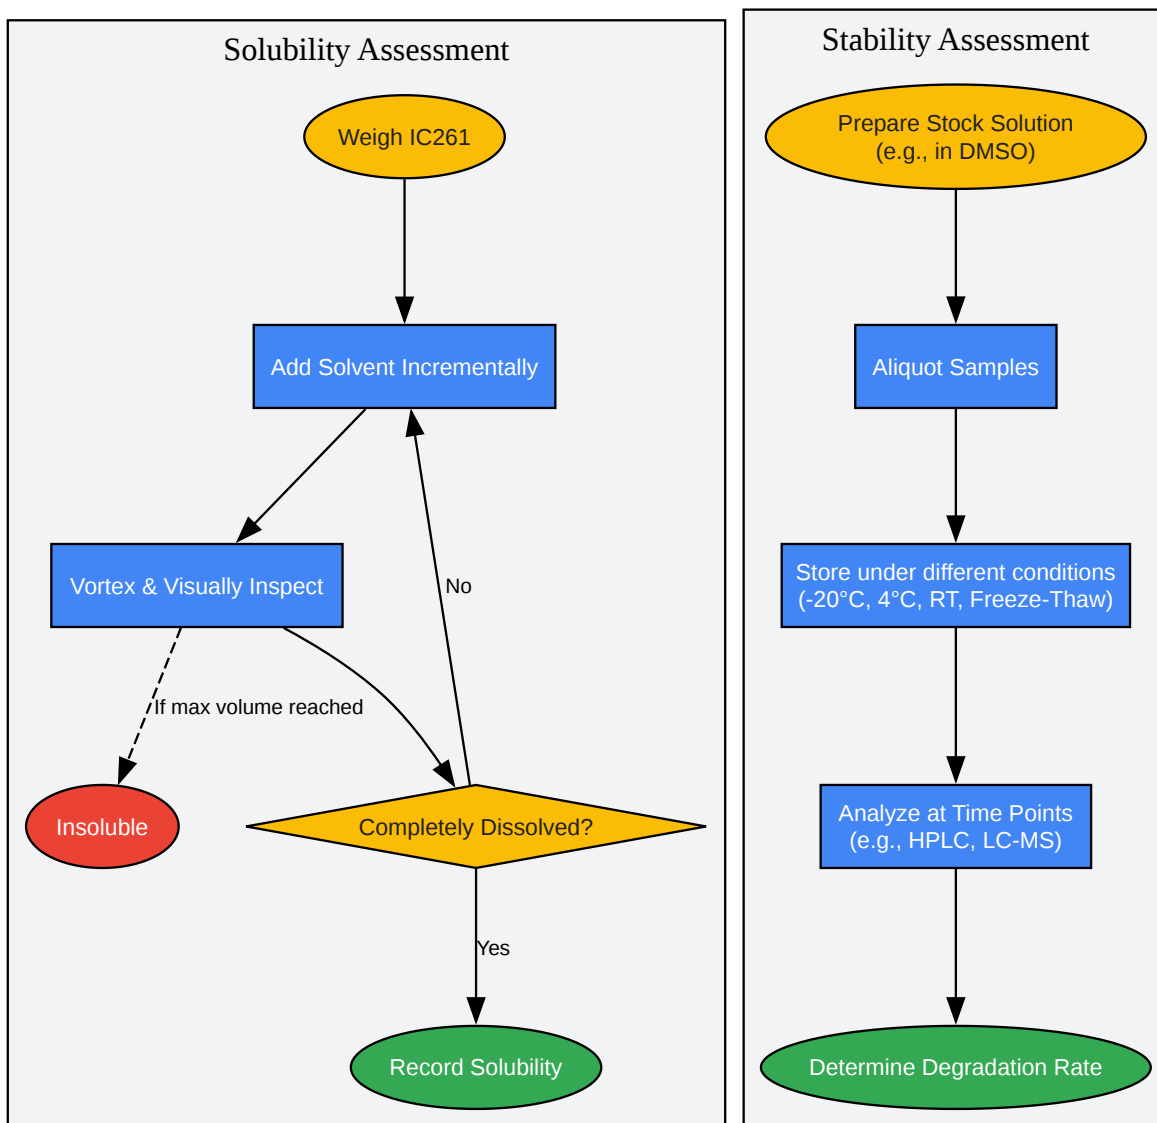 Solubility Assessment
Weigh IC261
Add Solvent Incrementally
Vortex & Visually Inspect
No
If max volume reached
Insoluble
Completely Dissolved?
Yes
Record Solubility
Stability Assessment
Prepare Stock Solution
(e.g., in DMSO)
Aliquot Samples
Store under different conditions
(-20°C, 4°C, RT, Freeze-Thaw)
Analyze at Time Points
(e.g., HPLC, LC-MS)
Determine Degradation Rate